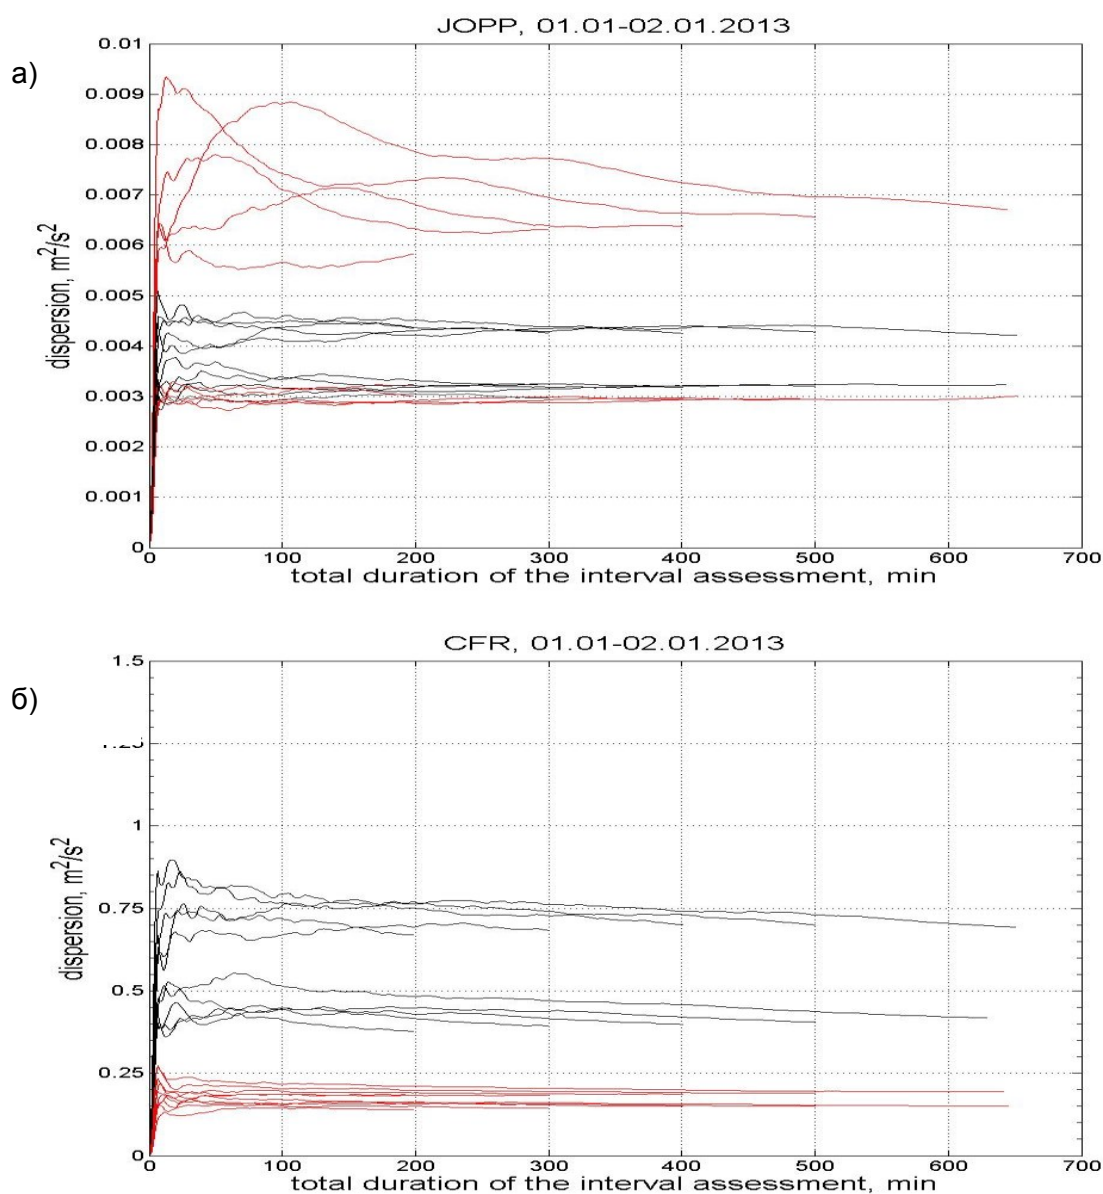 JOPP, 01.01-02.01.2013
а)
0.01
0.009
0.008
0.007
0.006
0.005
0.004
0.003
0.002
0.001
0
dispersion, m²/s²
0 100 200 300 400 500 600 700
total duration of the interval assessment, min
CFR, 01.01-02.01.2013
б)
1.5
1
0.75
0.5
0.25
0
dispersion, m²/s²
0 100 200 300 400 500 600 700
total duration of the interval assessment, min